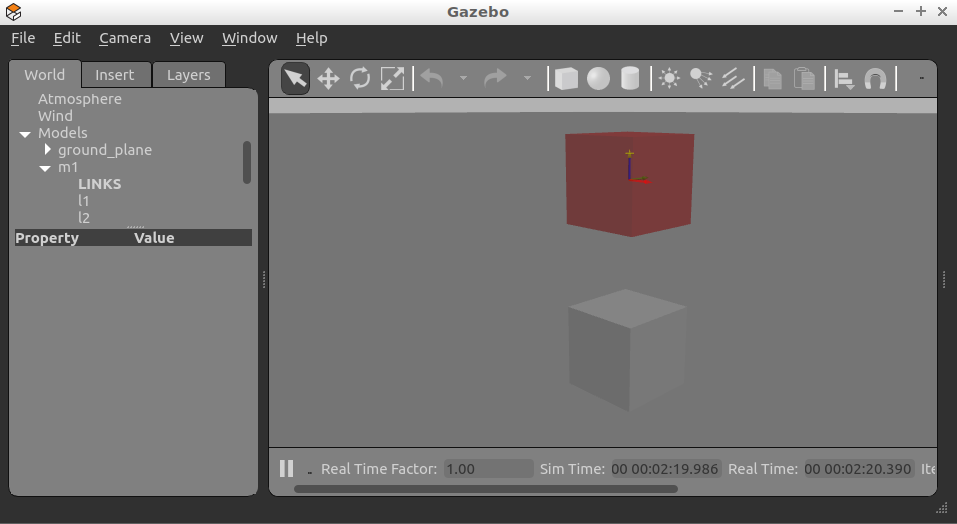 Gazebo
File Edit Camera View Window Help
World Insert Layers
Atmosphere
Wind
Models
ground_plane
m1
LINKS
l1
l2
Property Value
Real Time Factor: 1.00 Sim Time: 00 00:02:19.986 Real Time: 00 00:02:20.390 Ite